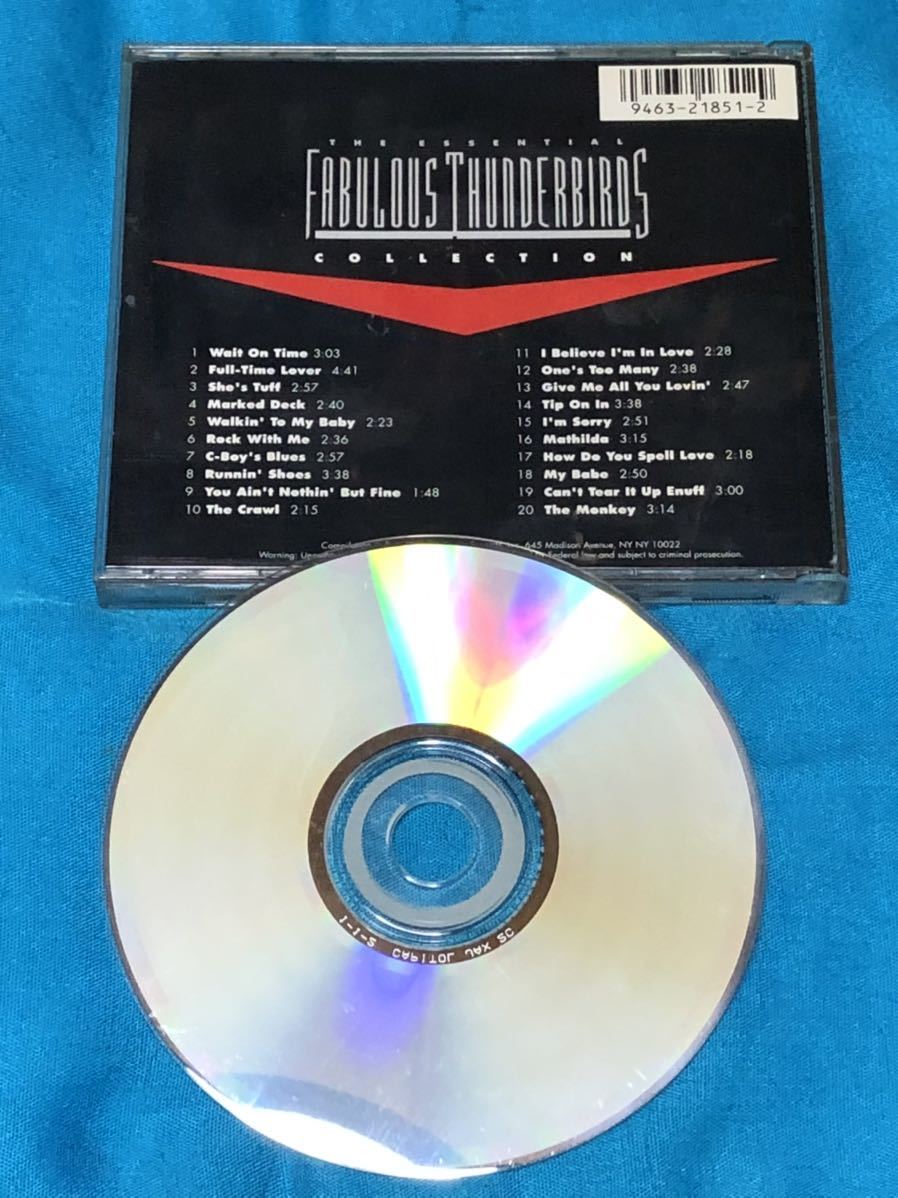 9463-21851-2
THE ESSENTIAL
FABULOUS THUNDERBIRDS
COLLECTION
1 Wait On Time 3:03
2 Full-Time Lover 4:41
3 She's Tuff 2:57
4 Marked Deck 2:40
5 Walkin' To My Baby 2:23
6 Rock With Me 2:36
7 C-Boy's Blues 2:57
8 Runnin' Shoes 3:38
9 You Ain't Nothin' But Fine 1:48
10 The Crawl 2:15
11 I Believe I'm In Love 2:28
12 One's Too Many 2:38
13 Give Me All You Lovin' 2:47
14 Tip On In 3:38
15 I'm Sorry 2:51
16 Mathilda 3:15
17 How Do You Spell Love 2:18
18 My Babe 2:50
19 Can't Tear It Up Enuff 3:00
20 The Monkey 3:14
645 Madison Avenue, NY NY 10022
Warning: Federal law and subject to criminal prosecution.
1-1-S CAPITOL JAX SC